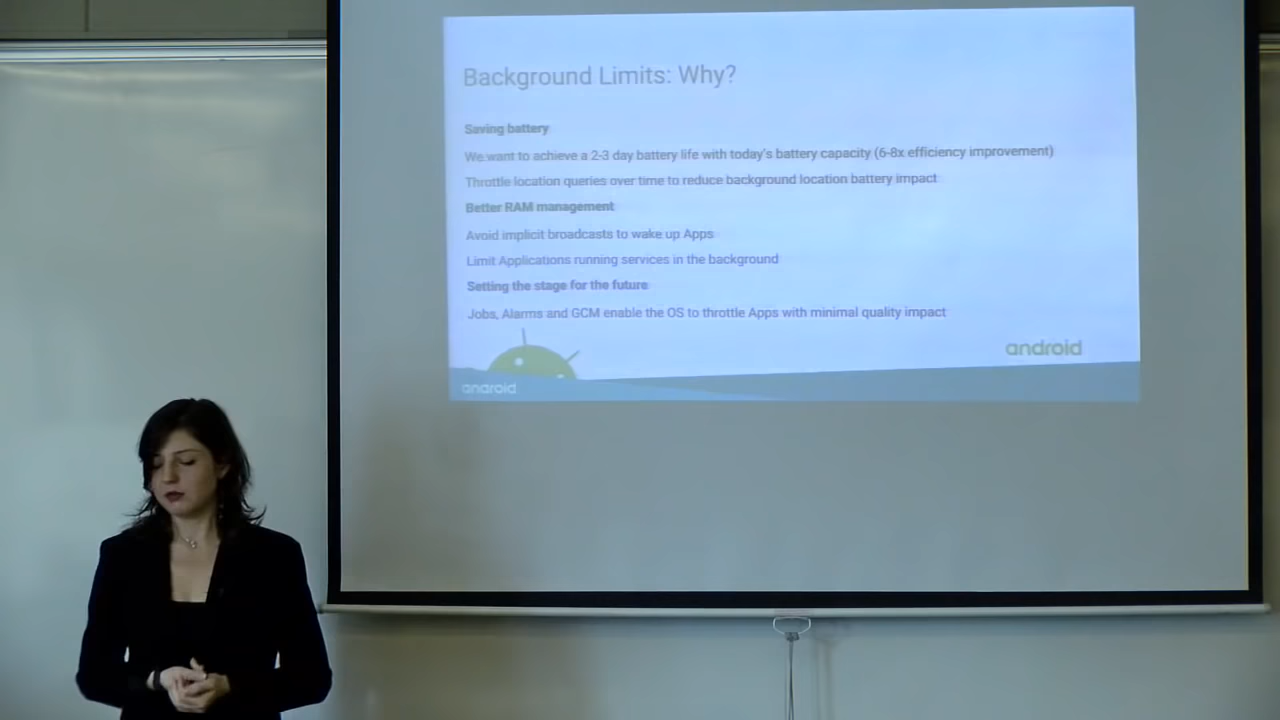 Background Limits: Why?
Saving battery
We want to achieve a 2-3 day battery life with today's battery capacity (6-8x efficiency improvement)
Throttle location queries over time to reduce background location battery impact
Better RAM management
Avoid implicit broadcasts to wake up Apps
Limit Applications running services in the background
Setting the stage for the future
Jobs, Alarms and GCM enable the OS to throttle Apps with minimal quality impact
android
android